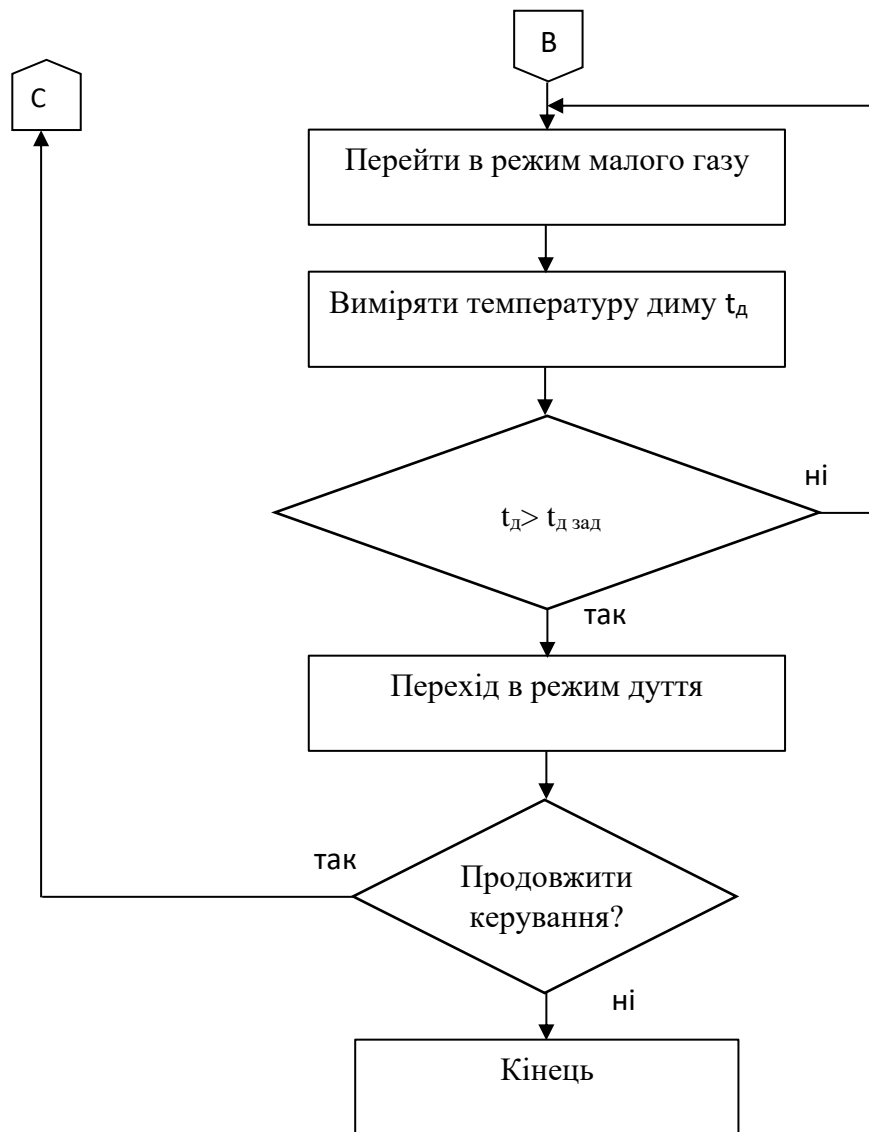 В
С
Перейти в режим малого газу
Виміряти температуру диму tд
ні
tд> tд зад
так
Перехід в режим дуття
так
Продовжити
керування?
ні
Кінець